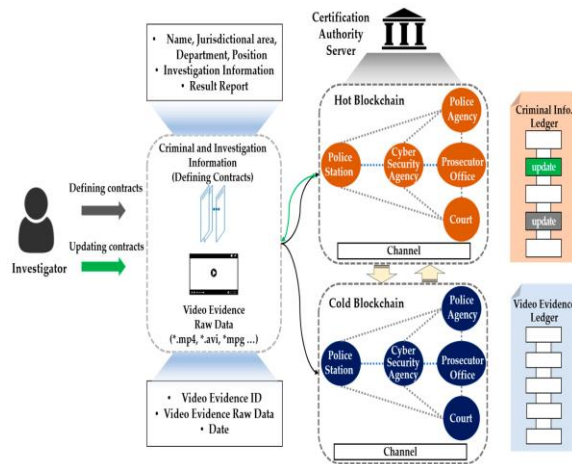 • Name, Jurisdictional area,
Department, Position
• Investigation Information
• Result Report
Certification
Authority
Server
Criminal and Investigation
Information
(Defining Contracts)
Defining contracts
Updating contracts
Investigator
Video Evidence
Raw Data
(*.mp4, *.avi, *mpg ...)
• Video Evidence ID
• Video Evidence Raw Data
• Date
Hot Blockchain
Police
Agency
Police
Station
Cyber
Security
Agency
Prosecutor
Office
Court
Channel
Cold Blockchain
Police
Agency
Police
Station
Cyber
Security
Agency
Prosecutor
Office
Court
Channel
Criminal Info.
Ledger
update
update
Video Evidence
Ledger